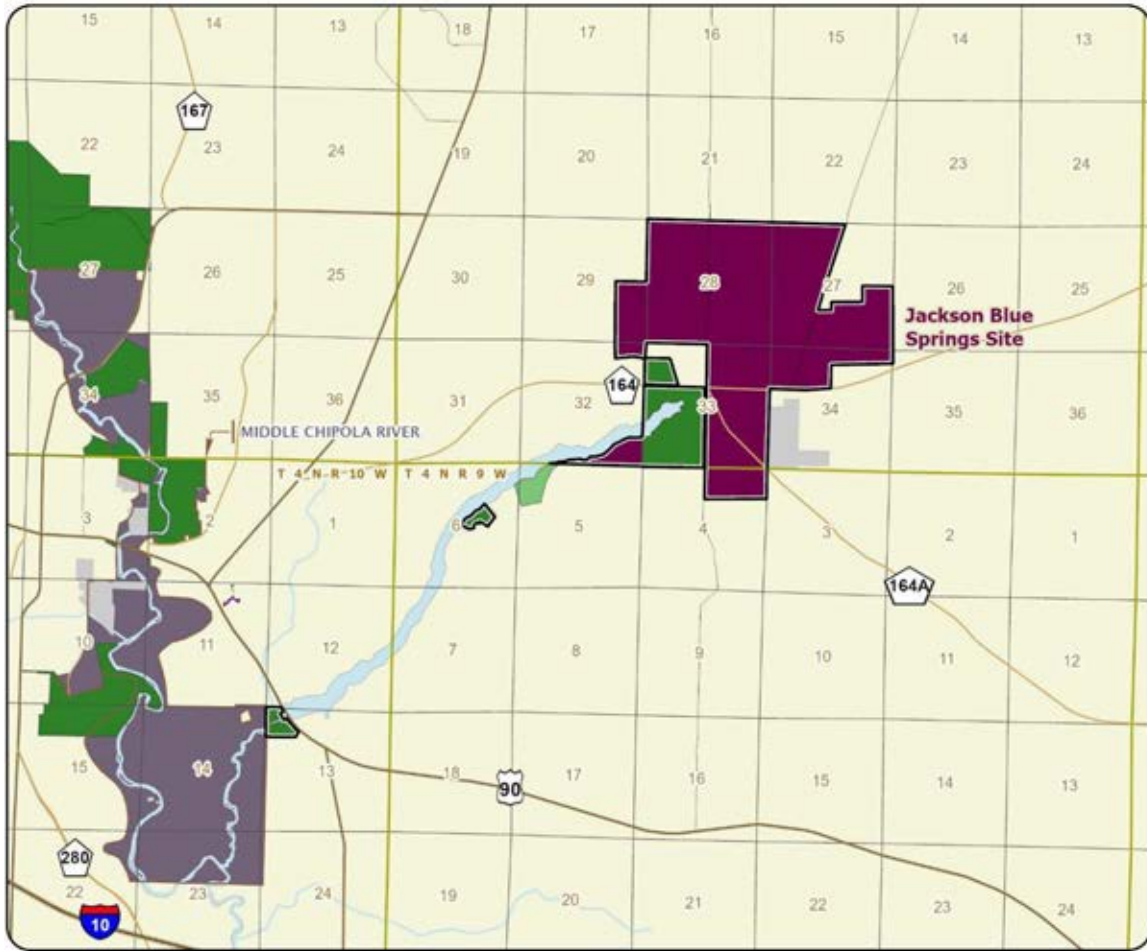 15 14 13 18 17 16 15 14 13
167
22 23 24 19 20 21 22 23 24
27 26 25 30 29 28 27 26 25
Jackson Blue
Springs Site
164
34 35 36 31 32 33 34 35 36
MIDDLE CHIPOLA RIVER
T 4 N R 10 W T 4 N R 9 W
3 2 1 6 5 4 3 2 1
164A
10 11 12 7 8 9 10 11 12
15 14 13 18 17 16 15 14 13
90
280
22 23 24 19 20 21 22 23 24
10